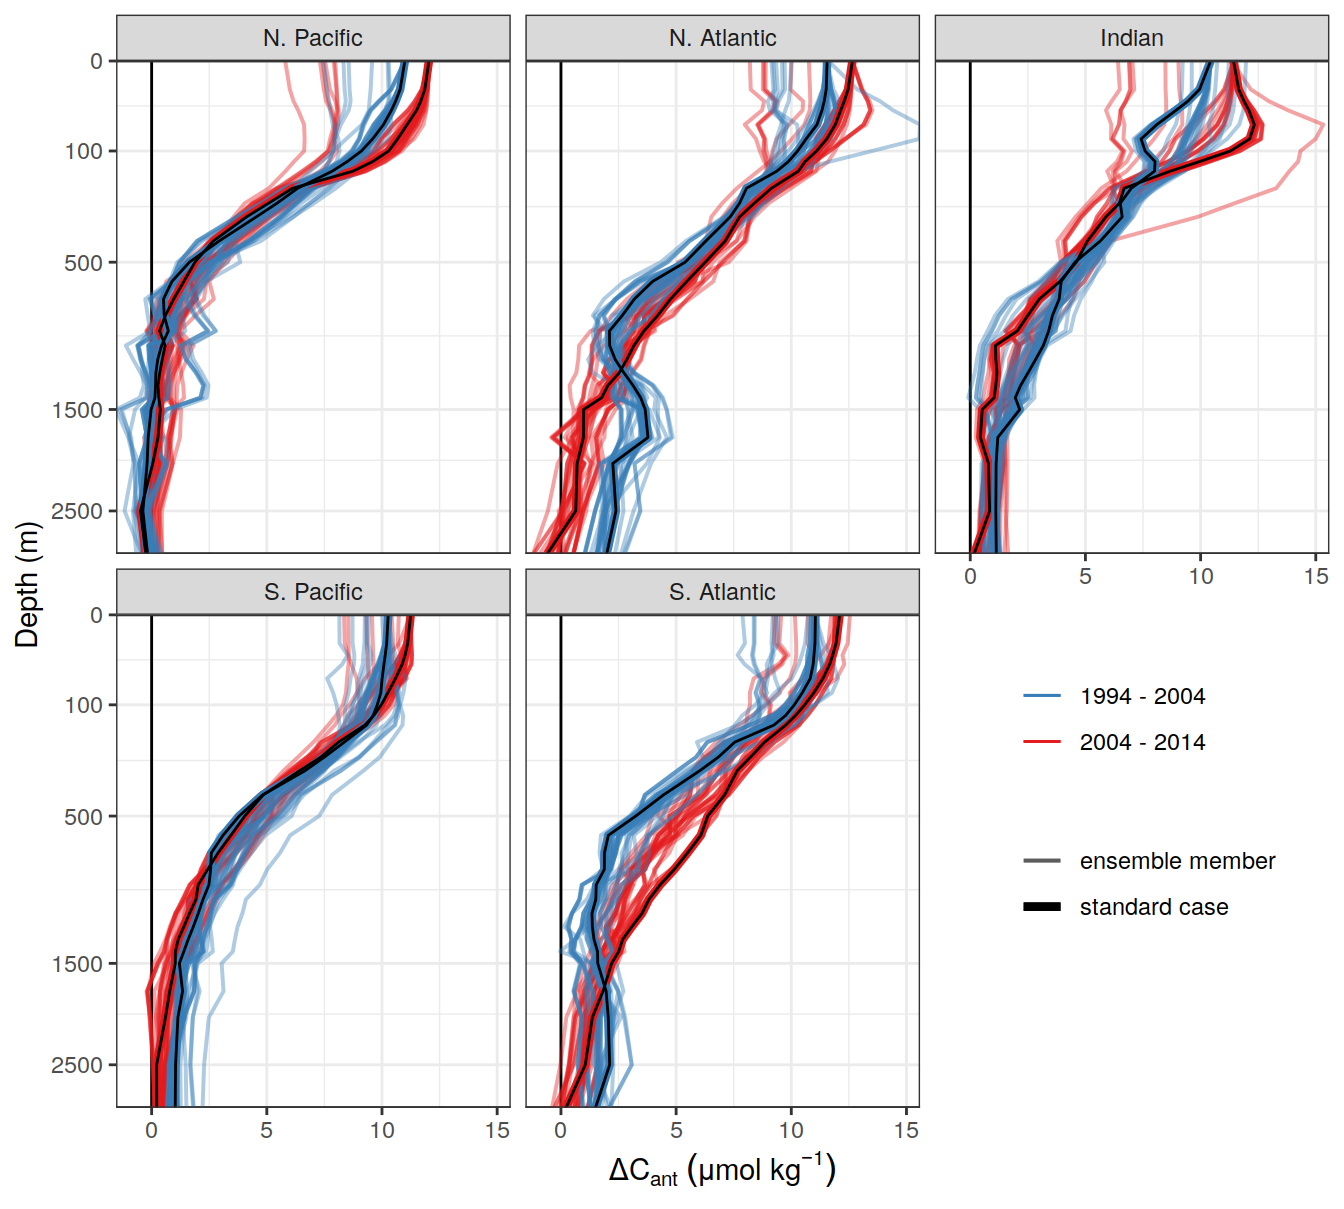 N. Pacific
N. Atlantic
Indian
0
100
500
1500
2500
0
5
10
15
S. Pacific
S. Atlantic
0
100
500
1500
2500
0
5
10
15
0
5
10
15
Depth (m)
ΔCant (μmol kg−1)
1994 - 2004
2004 - 2014
ensemble member
standard case